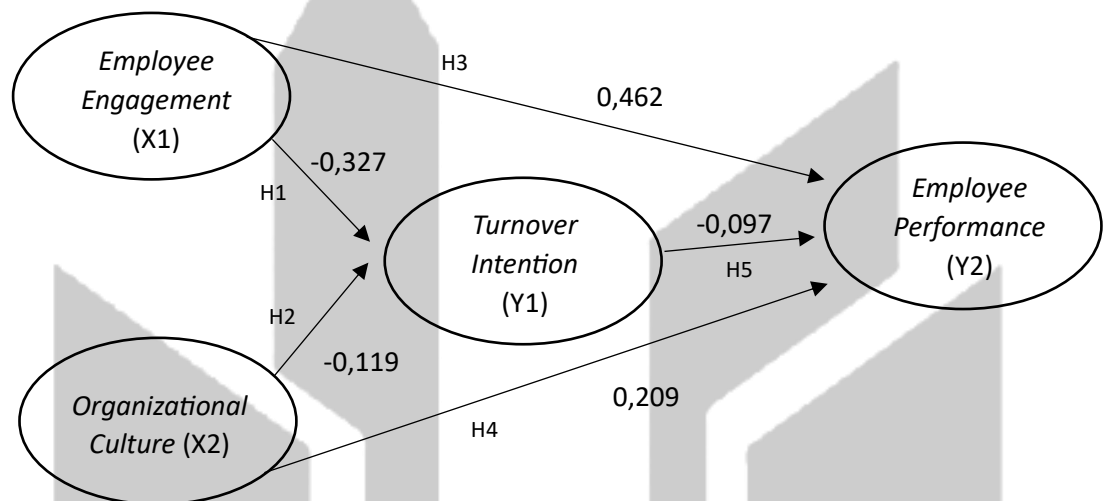 Employee
Engagement
(X1)
H3
0,462
-0,327
H1
Turnover
Intention
(Y1)
-0,097
H5
Employee
Performance
(Y2)
H2
-0,119
Organizational
Culture (X2)
0,209
H4